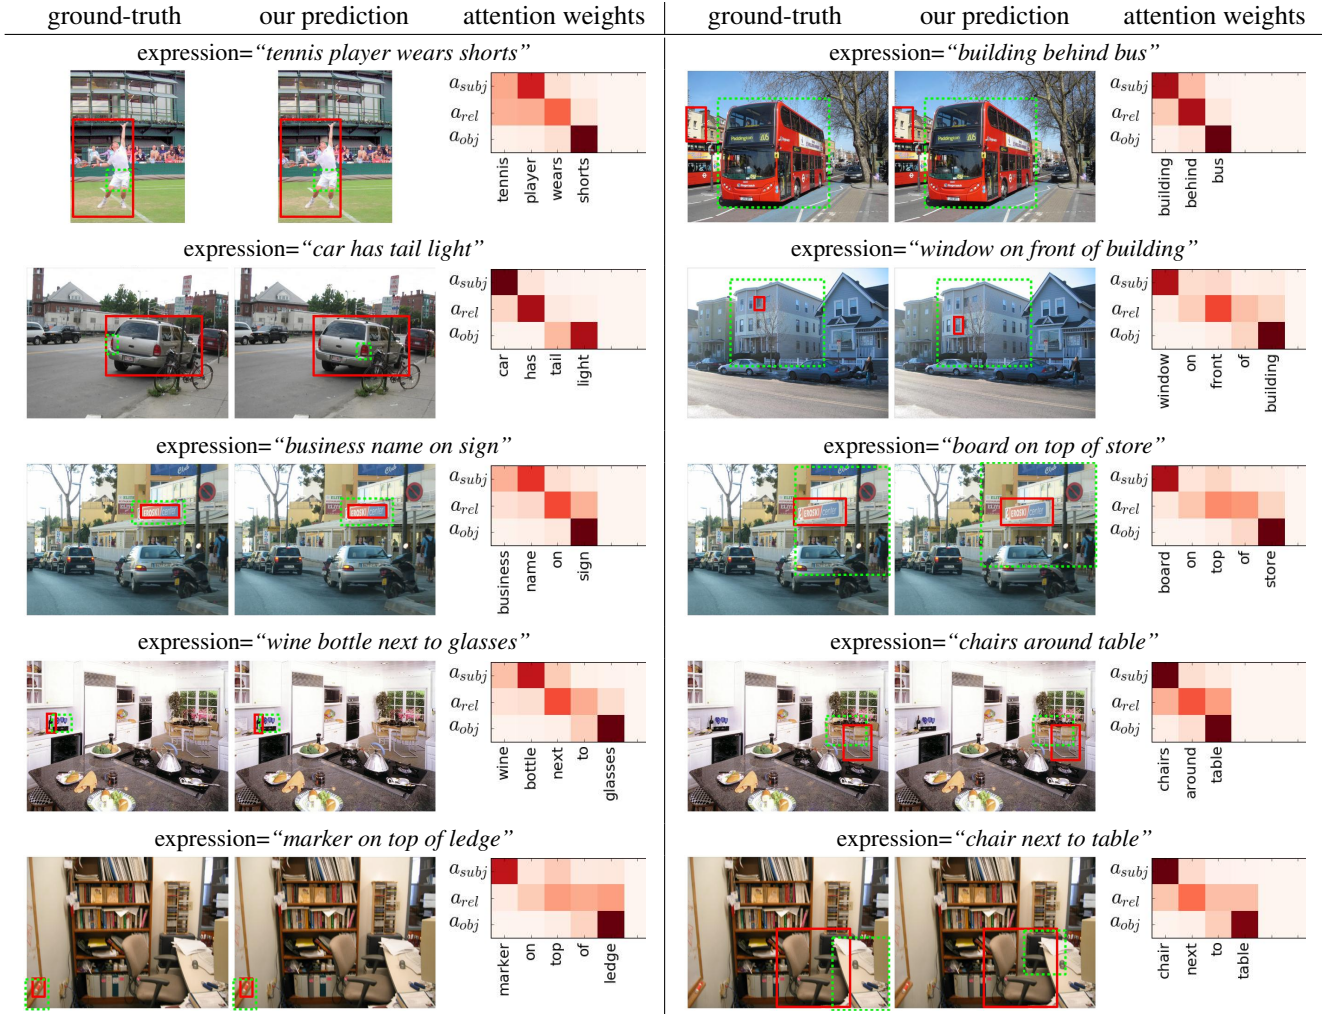 ground-truth our prediction attention weights ground-truth our prediction attention weights
expression=“tennis player wears shorts”
a_subj
a_rel
a_obj
tennis
player
wears
shorts
expression=“building behind bus”
a_subj
a_rel
a_obj
building
behind
bus
expression=“car has tail light”
a_subj
a_rel
a_obj
car
has
tail
light
expression=“window on front of building”
a_subj
a_rel
a_obj
window
on
front
of
building
expression=“business name on sign”
a_subj
a_rel
a_obj
business
name
on
sign
expression=“board on top of store”
a_subj
a_rel
a_obj
board
on
top
of
store
expression=“wine bottle next to glasses”
a_subj
a_rel
a_obj
wine
bottle
next
to
glasses
expression=“chairs around table”
a_subj
a_rel
a_obj
chairs
around
table
expression=“marker on top of ledge”
a_subj
a_rel
a_obj
marker
on
top
of
ledge
expression=“chair next to table”
a_subj
a_rel
a_obj
chair
next
to
table